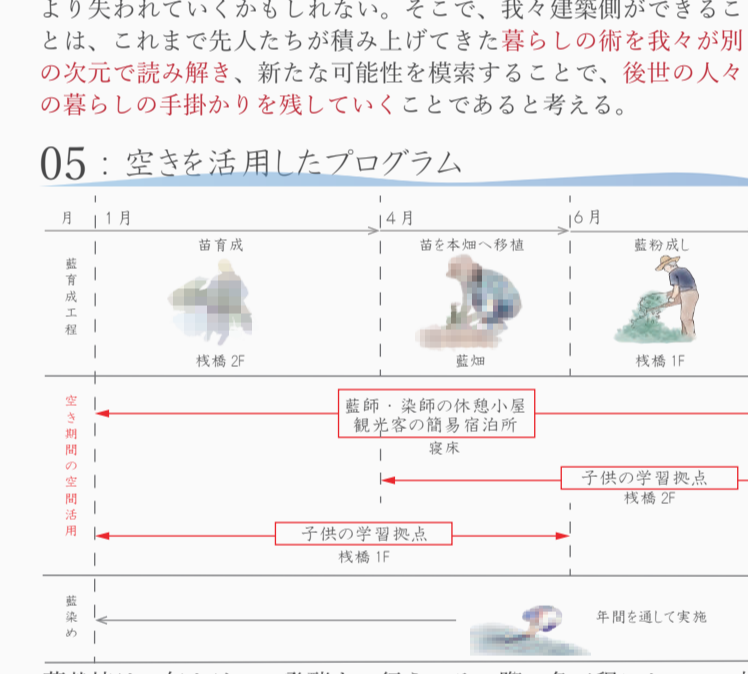 より失われていくかもしれない。そこで、我々建築側ができるこ
とは、これまで先人たちが積み上げてきた暮らしの術を我々が別
の次元で読み解き、新たな可能性を模索することで、後世の人々
の暮らしの手掛かりを残していくことであると考える。
05：空きを活用したプログラム
月
1月
4月
6月
藍育成工程
苗育成
苗を本畑へ移植
藍粉成し
桟橋 2F
藍畑
桟橋 1F
空き期間の空間活用
藍師・染師の休憩小屋
観光客の簡易宿泊所
寝床
子供の学習拠点
桟橋 2F
子供の学習拠点
桟橋 1F
藍染め
年間を通して実施